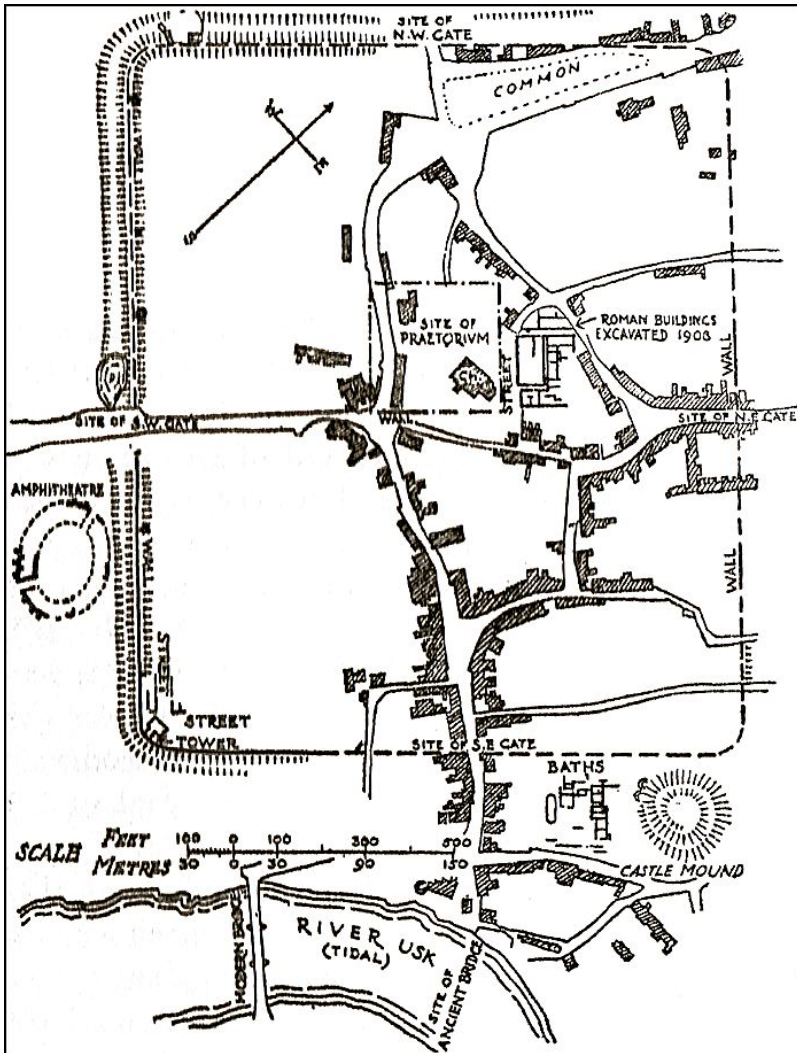 SITE OF
N.W. GATE
COMMON
N
E
S
SITE OF
PRAETORIUM
ROMAN BUILDINGS
EXCAVATED 1908
STREET
WALL
SITE OF S.W. GATE
WALL
SITE OF N.E GATE
AMPHITHEATRE
WALL
WALL
STREET
STREET
TOWER
SITE OF S.E GATE
BATHS
SCALE
FEET
100 0 100 300 500
METRES
30 0 30 90 150
CASTLE MOUND
MODERN BRIDGE
RIVER USK
(TIDAL)
SITE OF
ANCIENT BRIDGE